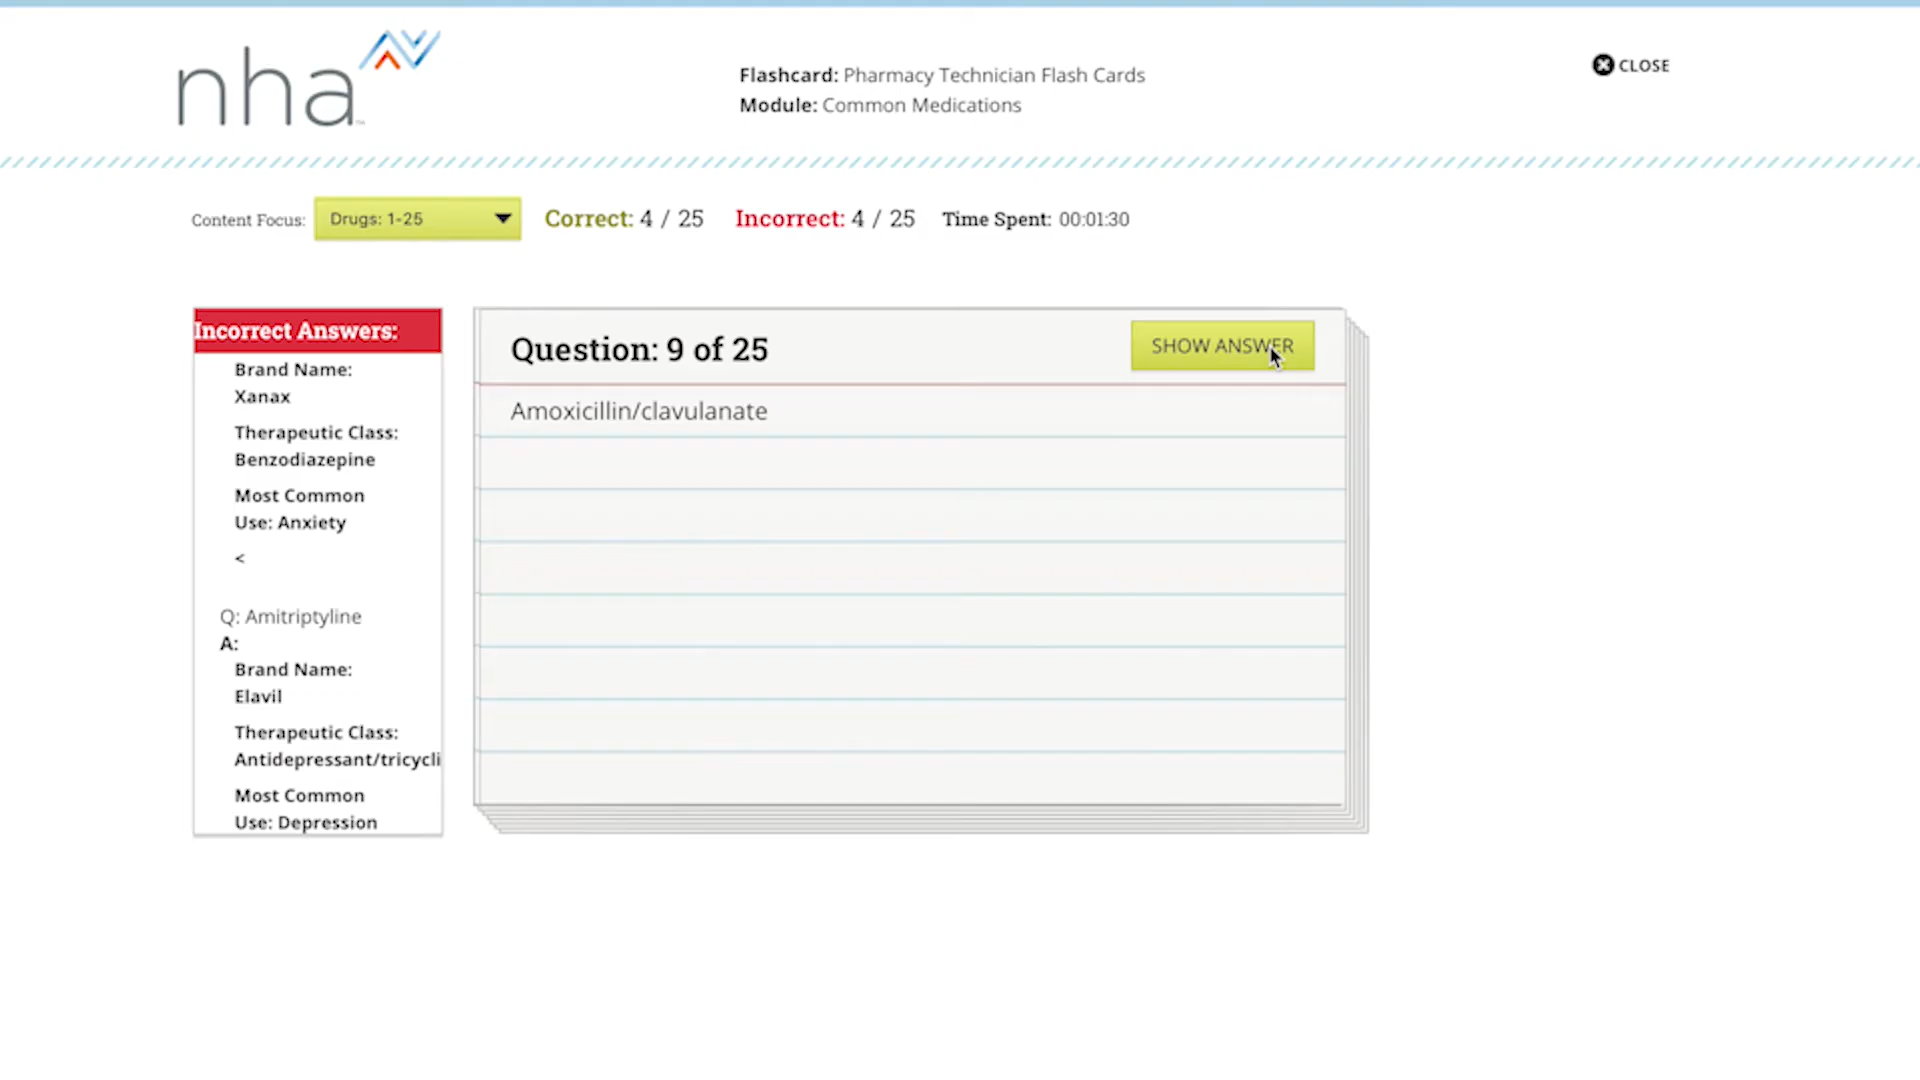 nha
Flashcard: Pharmacy Technician Flash Cards
Module: Common Medications
CLOSE
Content Focus:
Drugs: 1-25
Correct: 4 / 25
Incorrect: 4 / 25
Time Spent: 00:01:30
Incorrect Answers:
Brand Name:
Xanax
Therapeutic Class:
Benzodiazepine
Most Common
Use: Anxiety
<
Q: Amitriptyline
A:
Brand Name:
Elavil
Therapeutic Class:
Antidepressant/tricycli
Most Common
Use: Depression
Question: 9 of 25
SHOW ANSWER
Amoxicillin/clavulanate